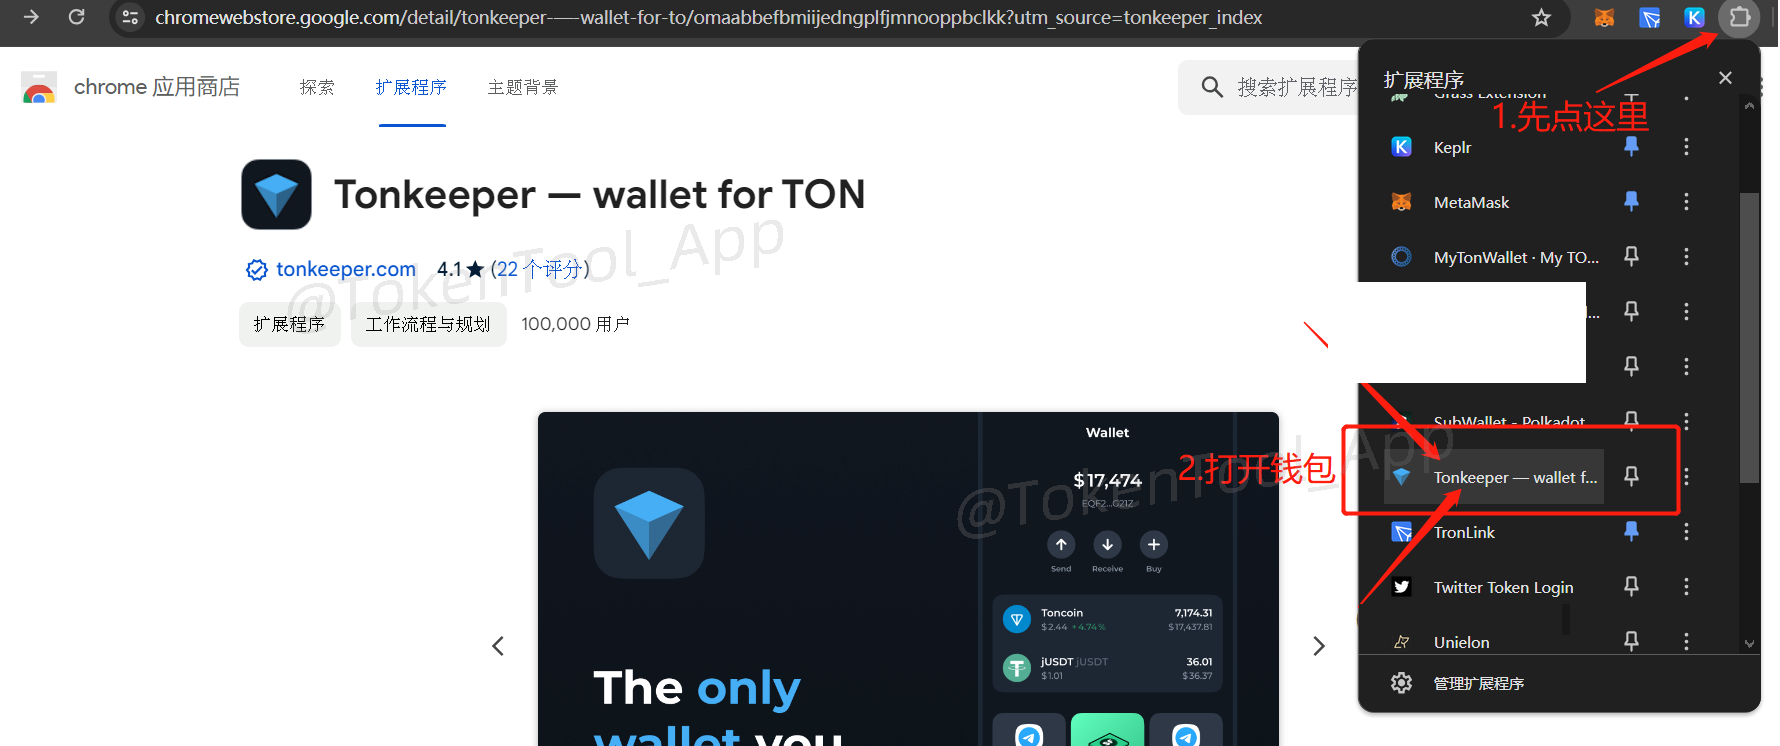 chromewebstore.google.com/detail/tonkeeper-—-wallet-for-to/omaabbefbmiijedngplfjmnooppbclkk?utm_source=tonkeeper_index
chrome 应用商店
探索
扩展程序
主题背景
搜索扩展程序
扩展程序
Grass Extension
1.先点这里
Keplr
MetaMask
MyTonWallet · My TO...
SubWallet - Polkadot
2.打开钱包
Tonkeeper — wallet f...
TronLink
Twitter Token Login
Unielon
管理扩展程序
Tonkeeper — wallet for TON
tonkeeper.com
4.1★ (22 个评分)
扩展程序
工作流程与规划
100,000 用户
@TokenTool_App
Wallet
$17,474
EQF2...G21Z
Send
Receive
Buy
Toncoin
7,174.31
$2.44 +4.74%
$17,437.81
jUSDT jUSDT
36.01
$1.01
$36.37
@TokenTool_App
The only
wallet you